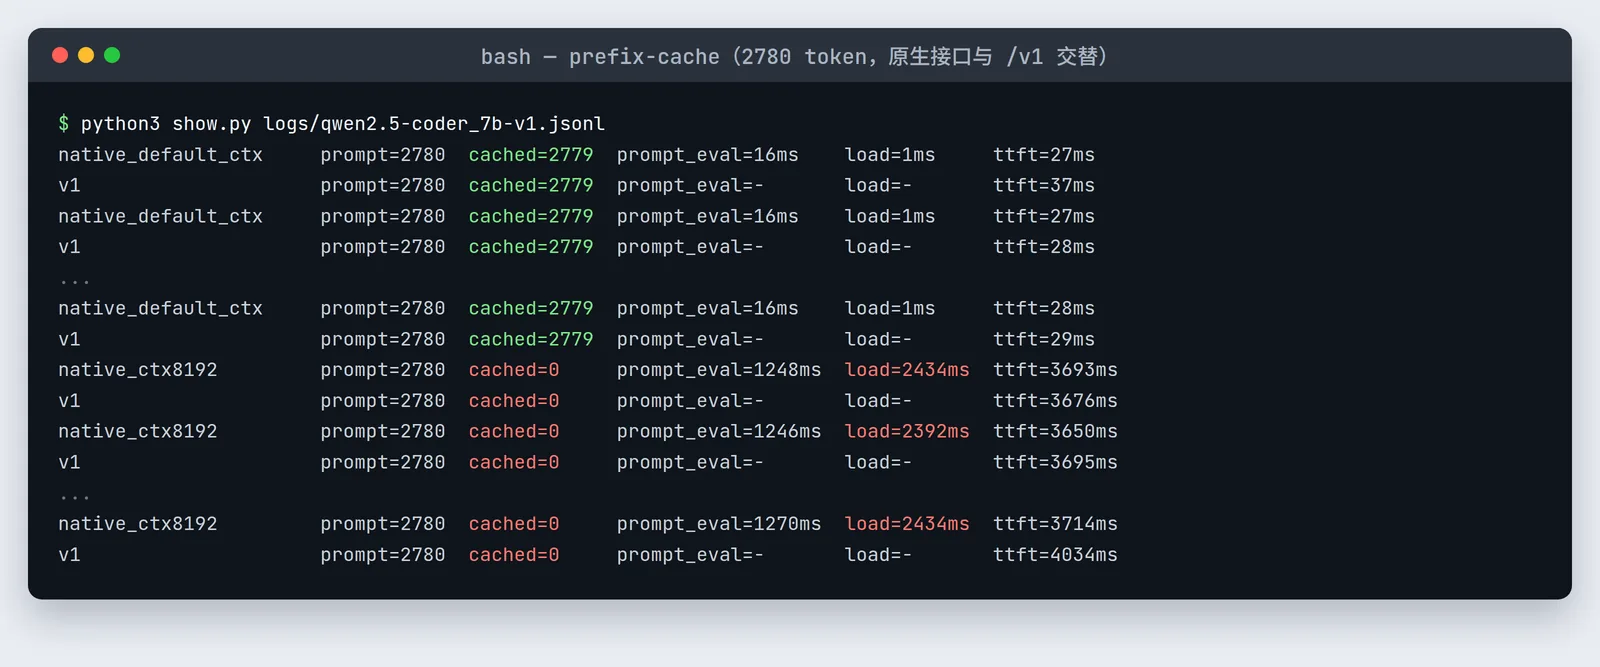 bash — prefix-cache（2780 token，原生接口与 /v1 交替）
$ python3 show.py logs/qwen2.5-coder_7b-v1.jsonl
native_default_ctx prompt=2780 cached=2779 prompt_eval=16ms load=1ms ttft=27ms
v1 prompt=2780 cached=2779 prompt_eval=- load=- ttft=37ms
native_default_ctx prompt=2780 cached=2779 prompt_eval=16ms load=1ms ttft=27ms
v1 prompt=2780 cached=2779 prompt_eval=- load=- ttft=28ms
...
native_default_ctx prompt=2780 cached=2779 prompt_eval=16ms load=1ms ttft=28ms
v1 prompt=2780 cached=2779 prompt_eval=- load=- ttft=29ms
native_ctx8192 prompt=2780 cached=0 prompt_eval=1248ms load=2434ms ttft=3693ms
v1 prompt=2780 cached=0 prompt_eval=- load=- ttft=3676ms
native_ctx8192 prompt=2780 cached=0 prompt_eval=1246ms load=2392ms ttft=3650ms
v1 prompt=2780 cached=0 prompt_eval=- load=- ttft=3695ms
...
native_ctx8192 prompt=2780 cached=0 prompt_eval=1270ms load=2434ms ttft=3714ms
v1 prompt=2780 cached=0 prompt_eval=- load=- ttft=4034ms